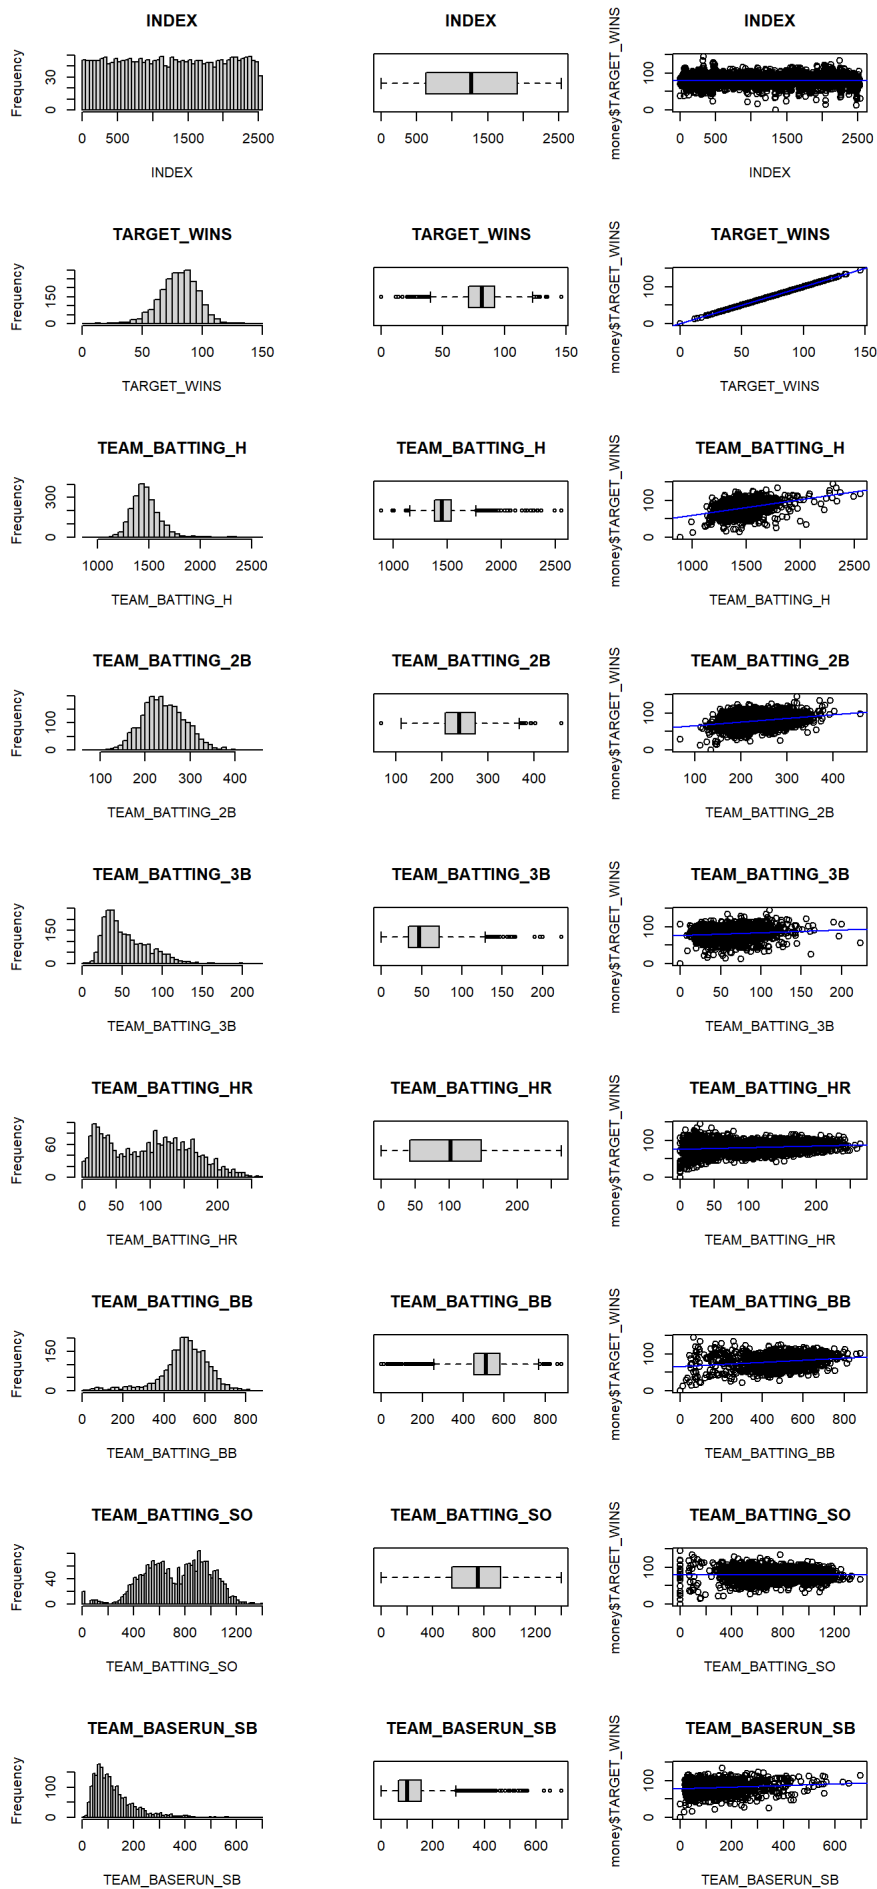 INDEX INDEX INDEX
Frequency 0 30
0 500 1500 2500
INDEX
0 500 1500 2500
money$TARGET_WINS 0 100
0 500 1500 2500
INDEX
TARGET_WINS TARGET_WINS TARGET_WINS
Frequency 0 150
0 50 100 150
TARGET_WINS
0 50 100 150
money$TARGET_WINS 0 100
0 50 100 150
TARGET_WINS
TEAM_BATTING_H TEAM_BATTING_H TEAM_BATTING_H
Frequency 0 300
1000 1500 2000 2500
TEAM_BATTING_H
1000 1500 2000 2500
money$TARGET_WINS 0 100
1000 1500 2000 2500
TEAM_BATTING_H
TEAM_BATTING_2B TEAM_BATTING_2B TEAM_BATTING_2B
Frequency 0 100
100 200 300 400
TEAM_BATTING_2B
100 200 300 400
money$TARGET_WINS 0 100
100 200 300 400
TEAM_BATTING_2B
TEAM_BATTING_3B TEAM_BATTING_3B TEAM_BATTING_3B
Frequency 0 150
0 50 100 150 200
TEAM_BATTING_3B
0 50 100 150 200
money$TARGET_WINS 0 100
0 50 100 150 200
TEAM_BATTING_3B
TEAM_BATTING_HR TEAM_BATTING_HR TEAM_BATTING_HR
Frequency 0 60
0 50 100 200
TEAM_BATTING_HR
0 50 100 200
money$TARGET_WINS 0 100
0 50 100 200
TEAM_BATTING_HR
TEAM_BATTING_BB TEAM_BATTING_BB TEAM_BATTING_BB
Frequency 0 150
0 200 400 600 800
TEAM_BATTING_BB
0 200 400 600 800
money$TARGET_WINS 0 100
0 200 400 600 800
TEAM_BATTING_BB
TEAM_BATTING_SO TEAM_BATTING_SO TEAM_BATTING_SO
Frequency 0 40
0 400 800 1200
TEAM_BATTING_SO
0 400 800 1200
money$TARGET_WINS 0 100
0 400 800 1200
TEAM_BATTING_SO
TEAM_BASERUN_SB TEAM_BASERUN_SB TEAM_BASERUN_SB
Frequency 0 100
0 200 400 600
TEAM_BASERUN_SB
0 200 400 600
money$TARGET_WINS 0 100
0 200 400 600
TEAM_BASERUN_SB